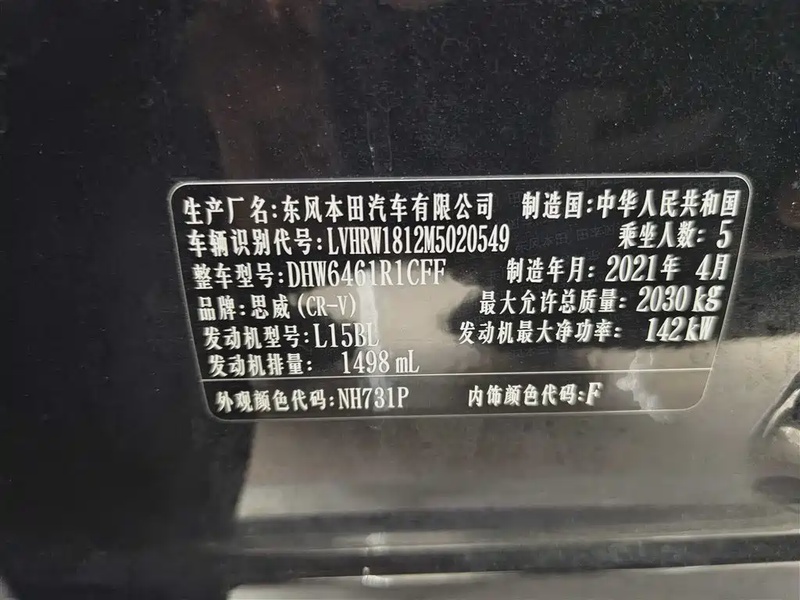 生产厂名:东风本田汽车有限公司 制造国:中华人民共和国
车辆识别代号:LVHRW1812M5020549 乘坐人数:5
整车型号:DHW6461R1CFF 制造年月:2021年 4月
品牌:思威(CR-V) 最大允许总质量:2030kg
发动机型号:L15BL 发动机最大净功率:142kW
发动机排量: 1498 mL
外观颜色代码:NH731P 内饰颜色代码:F